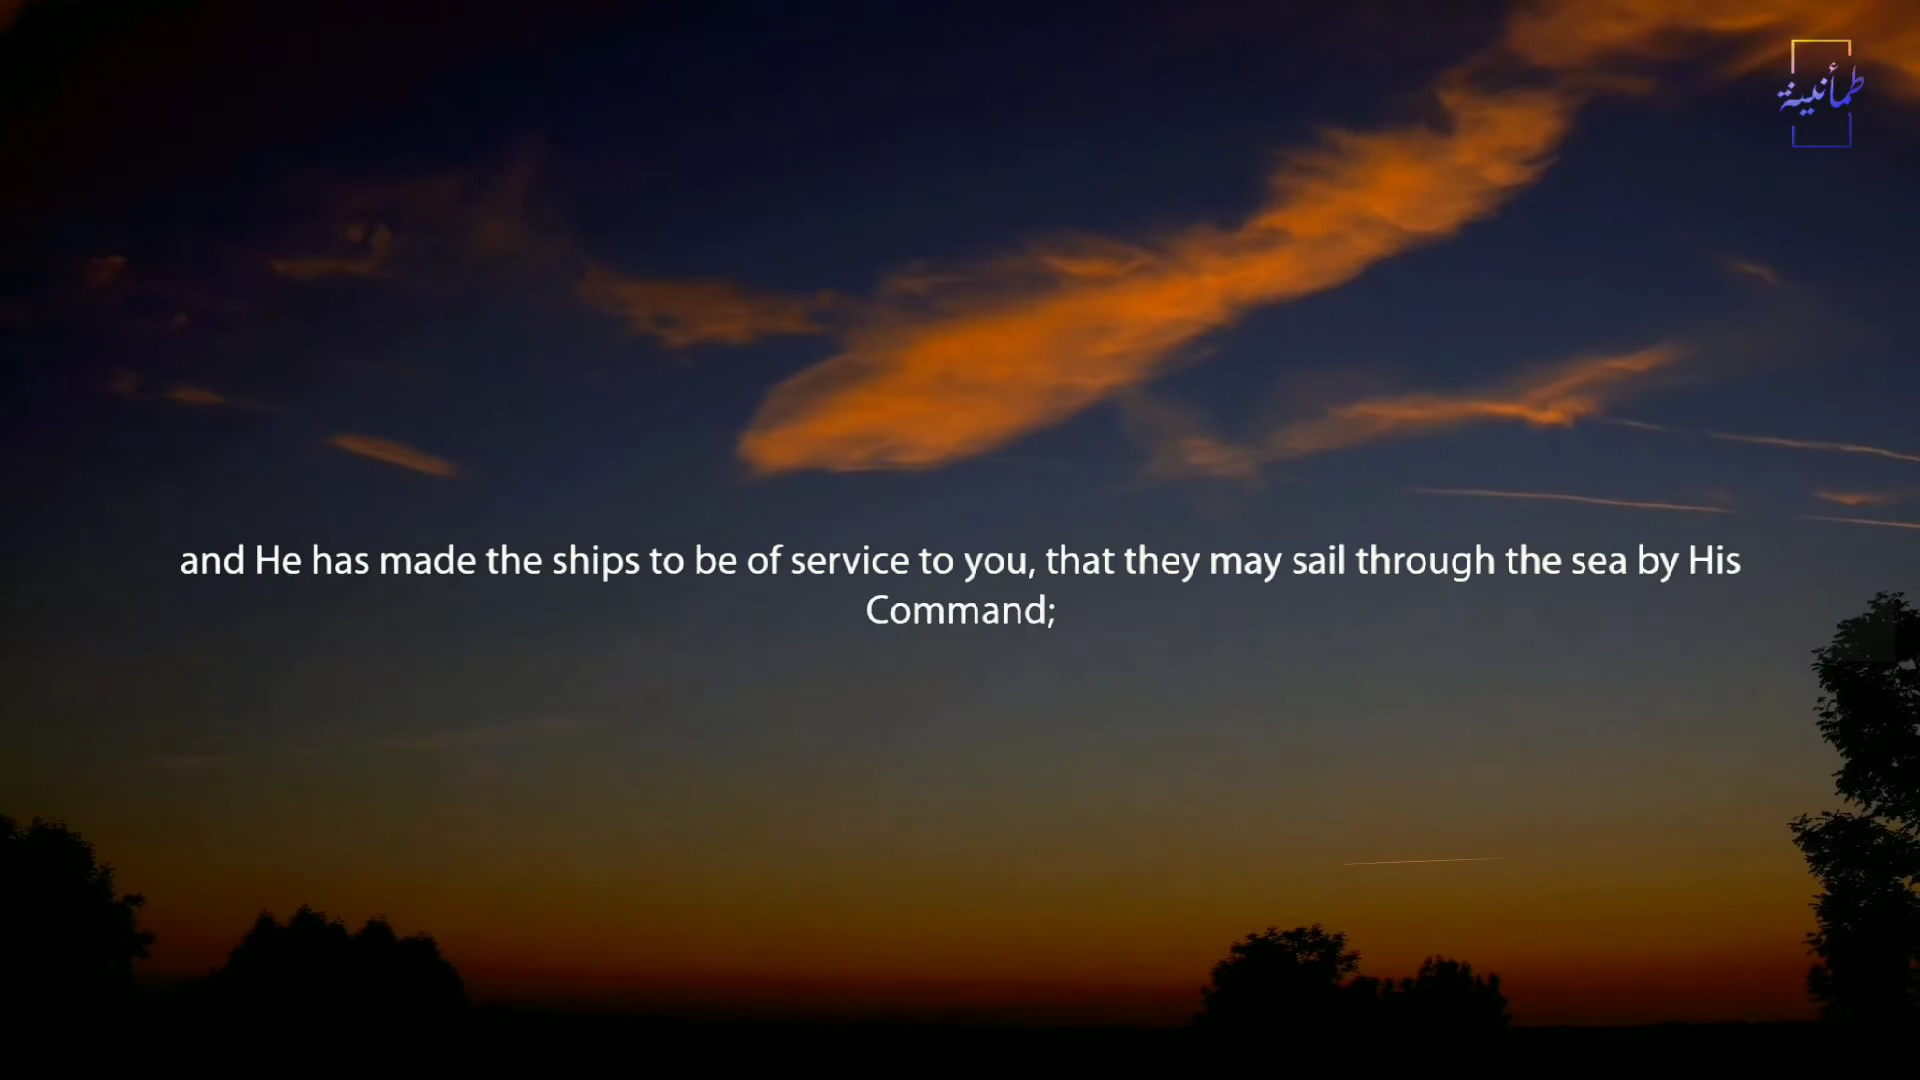 طمأنينة
and He has made the ships to be of service to you, that they may sail through the sea by His
Command;